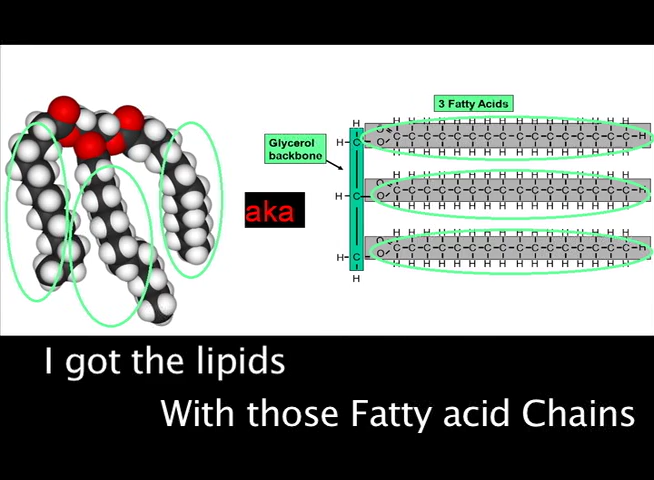 3 Fatty Acids
Glycerol
backbone
aka
I got the lipids
With those Fatty acid Chains